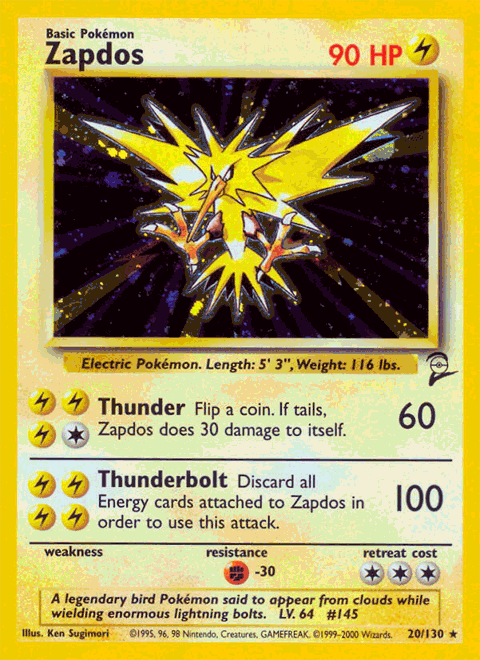 Basic Pokémon
Zapdos
90 HP
Electric Pokémon. Length: 5' 3", Weight: 116 lbs.
Thunder Flip a coin. If tails,
Zapdos does 30 damage to itself.
60
Thunderbolt Discard all
Energy cards attached to Zapdos in
order to use this attack.
100
weakness
resistance
retreat cost
-30
A legendary bird Pokémon said to appear from clouds while
wielding enormous lightning bolts. LV. 64 #145
Illus. Ken Sugimori
©1995, 96, 98 Nintendo, Creatures, GAMEFREAK. ©1999-2000 Wizards.
20/130 ★